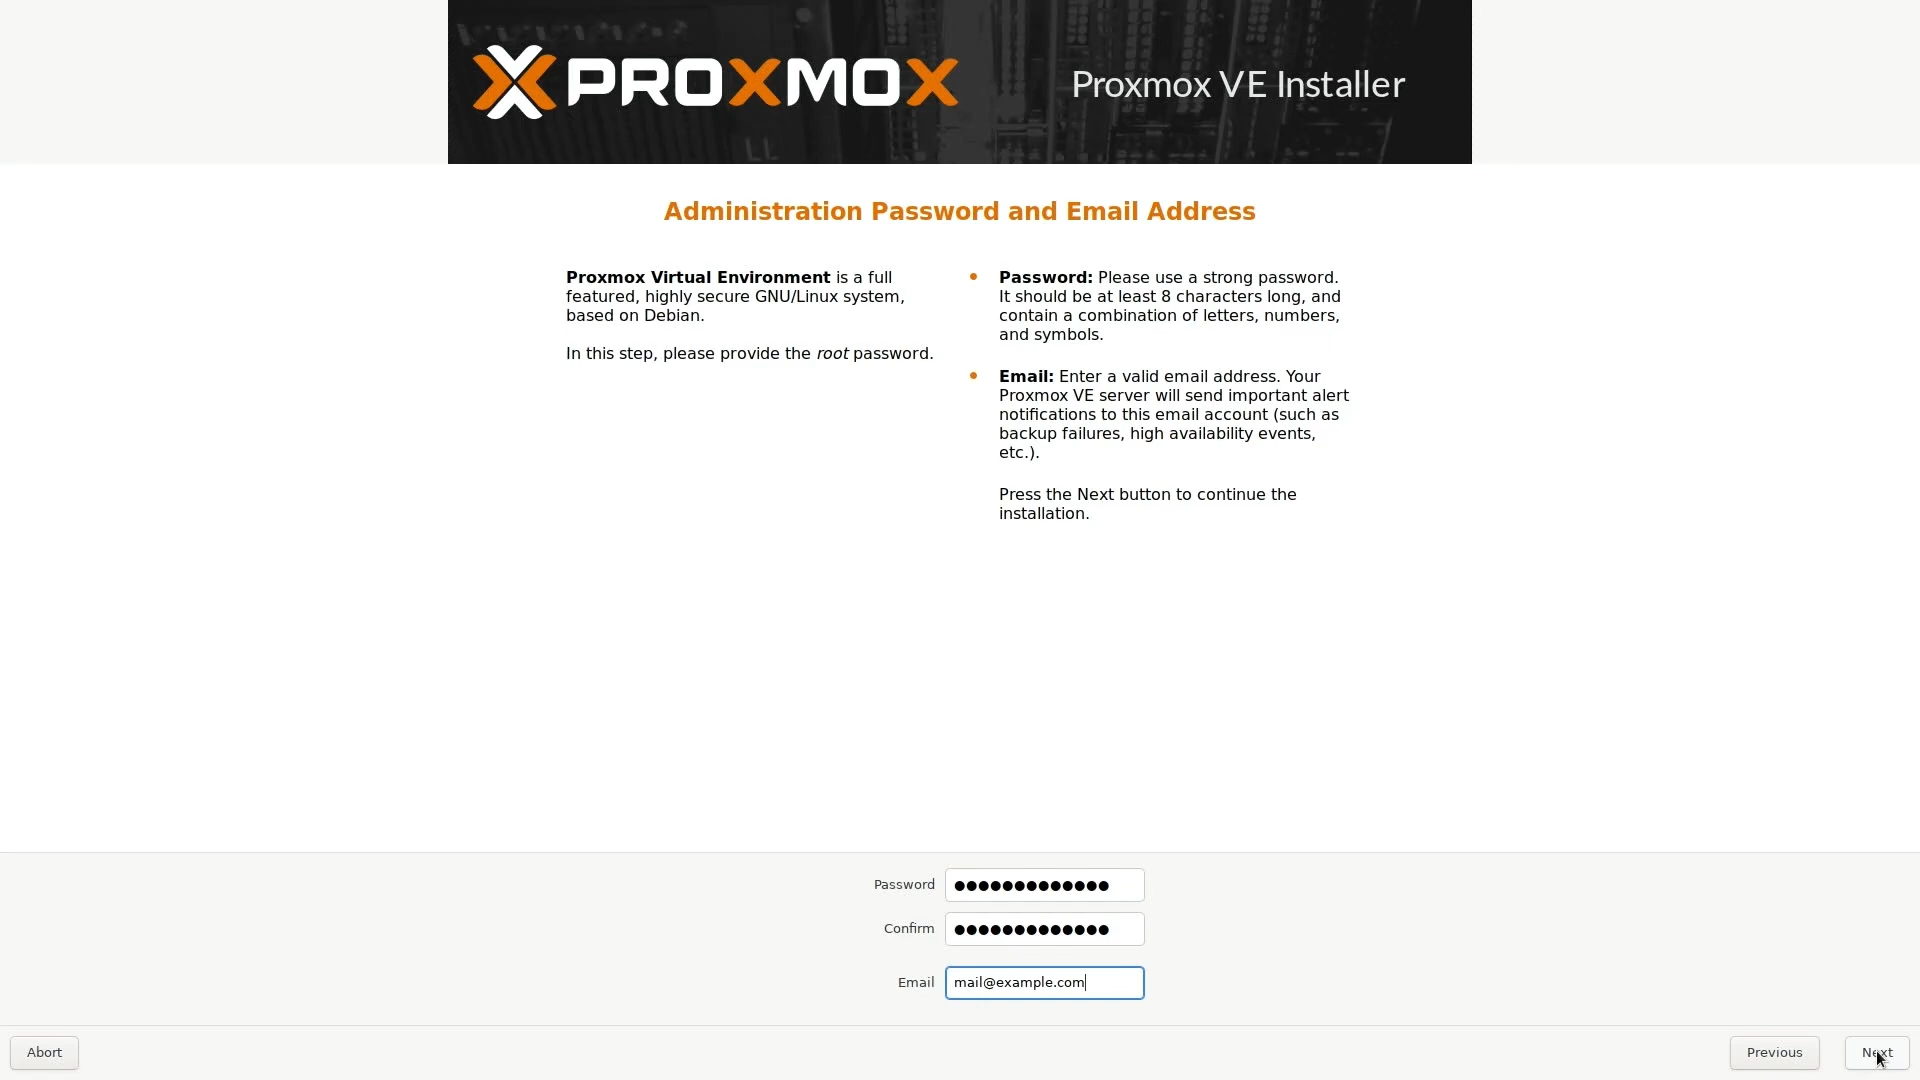 PROXMOX
Proxmox VE Installer
Administration Password and Email Address
Proxmox Virtual Environment is a full
featured, highly secure GNU/Linux system,
based on Debian.
In this step, please provide the root password.
Password: Please use a strong password.
It should be at least 8 characters long, and
contain a combination of letters, numbers,
and symbols.
Email: Enter a valid email address. Your
Proxmox VE server will send important alert
notifications to this email account (such as
backup failures, high availability events,
etc.).
Press the Next button to continue the
installation.
Password ●●●●●●●●●●●●●
Confirm ●●●●●●●●●●●●●
Email mail@example.com
Abort
Previous
Next